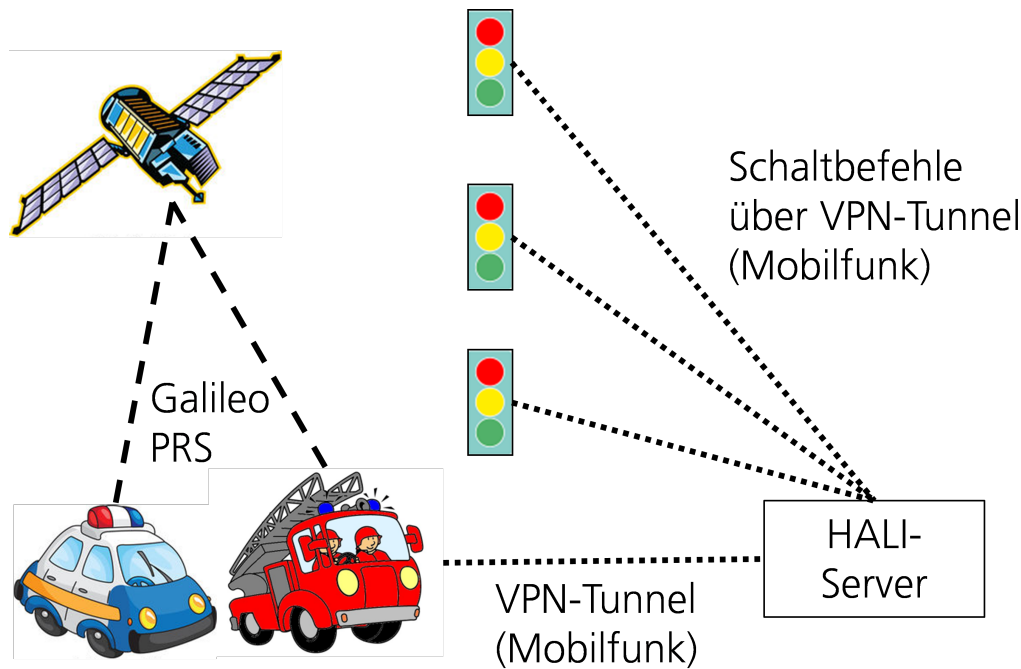 Schaltbefehle
über VPN-Tunnel
(Mobilfunk)
Galileo
PRS
HALI-
Server
VPN-Tunnel
(Mobilfunk)